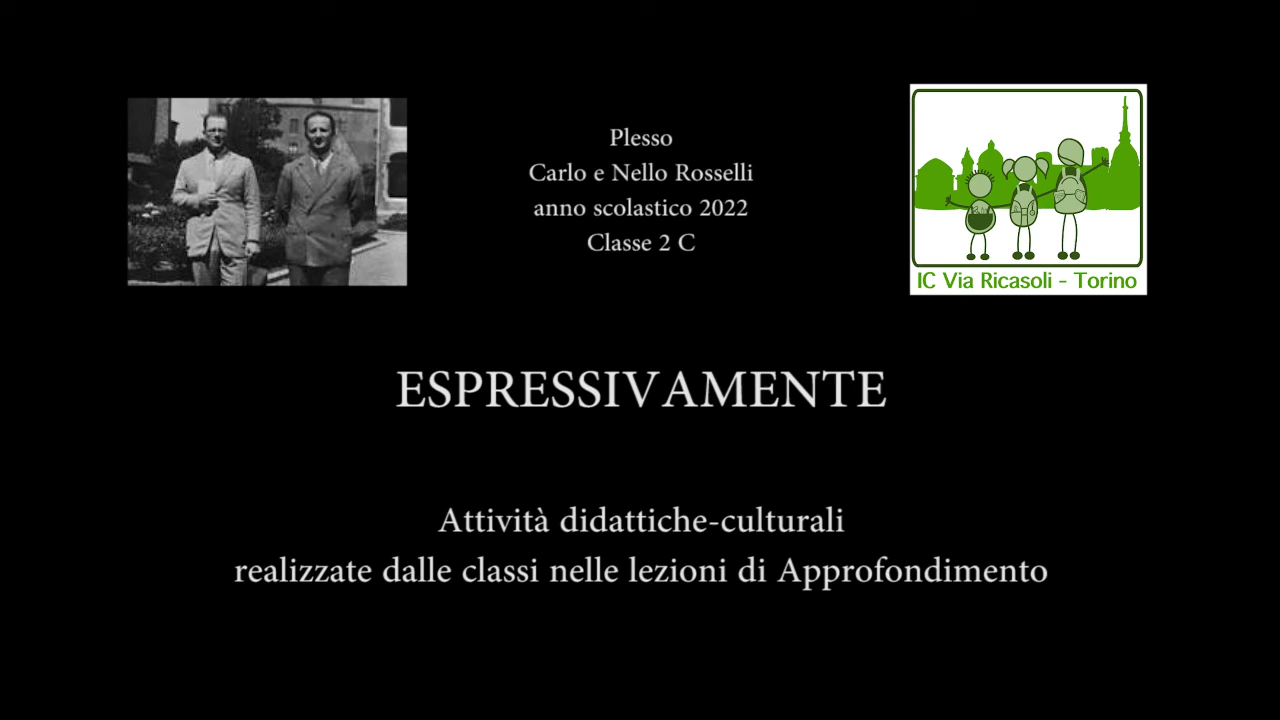 Plesso
Carlo e Nello Rosselli
anno scolastico 2022
Classe 2 C
IC Via Ricasoli - Torino
ESPRESSIVAMENTE
Attività didattiche-culturali
realizzate dalle classi nelle lezioni di Approfondimento